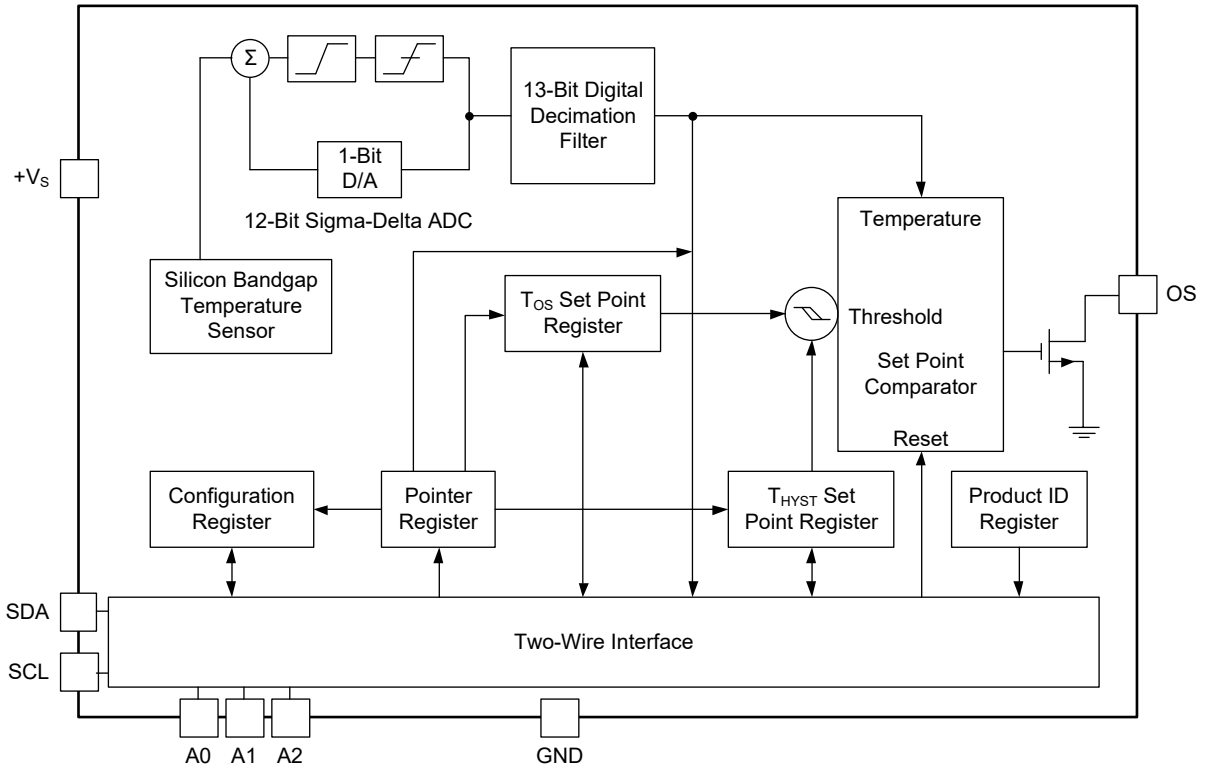 Σ
13-Bit Digital
Decimation
Filter
1-Bit
D/A
12-Bit Sigma-Delta ADC
+VS
Silicon Bandgap
Temperature
Sensor
TOS Set Point
Register
Temperature
Threshold
Set Point
Comparator
Reset
OS
Configuration
Register
Pointer
Register
THYST Set
Point Register
Product ID
Register
SDA
SCL
Two-Wire Interface
A0
A1
A2
GND